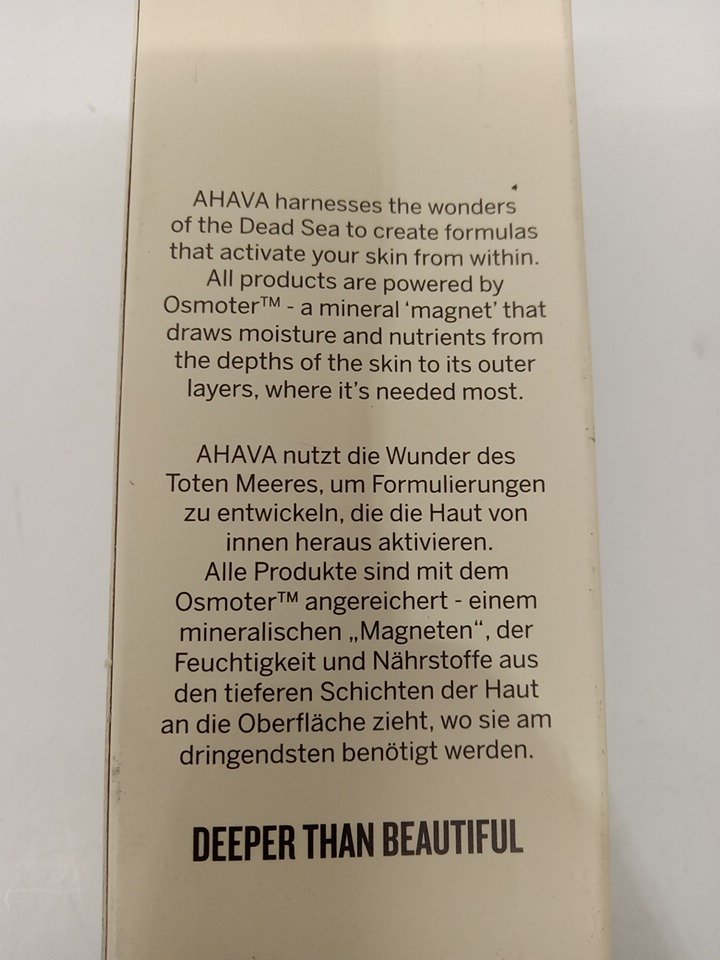 AHAVA harnesses the wonders
of the Dead Sea to create formulas
that activate your skin from within.
All products are powered by
Osmoter™ - a mineral ‘magnet’ that
draws moisture and nutrients from
the depths of the skin to its outer
layers, where it’s needed most.
AHAVA nutzt die Wunder des
Toten Meeres, um Formulierungen
zu entwickeln, die die Haut von
innen heraus aktivieren.
Alle Produkte sind mit dem
Osmoter™ angereichert - einem
mineralischen „Magneten“, der
Feuchtigkeit und Nährstoffe aus
den tieferen Schichten der Haut
an die Oberfläche zieht, wo sie am
dringendsten benötigt werden.
DEEPER THAN BEAUTIFUL